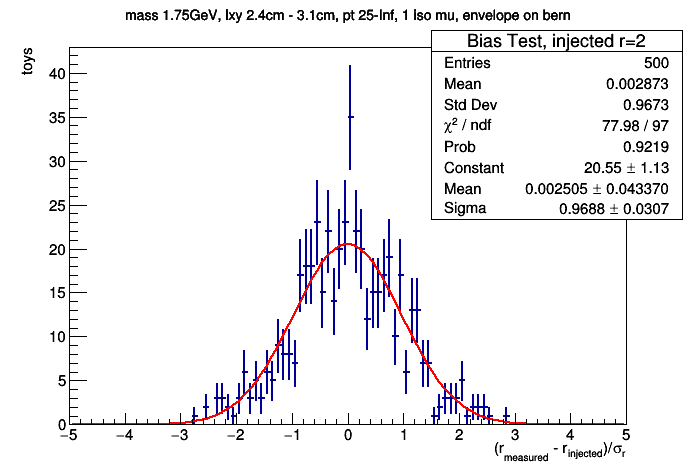 mass 1.75GeV, lxy 2.4cm - 3.1cm, pt 25-Inf, 1 Iso mu, envelope on bern
Bias Test, injected r=2
Entries 500
Mean 0.002873
Std Dev 0.9673
χ² / ndf 77.98 / 97
Prob 0.9219
Constant 20.55 ± 1.13
Mean 0.002505 ± 0.043370
Sigma 0.9688 ± 0.0307
toys
40
35
30
25
20
15
10
5
0
−5 −4 −3 −2 −1 0 1 2 3 4 5
(r_measured - r_injected)/σ_r